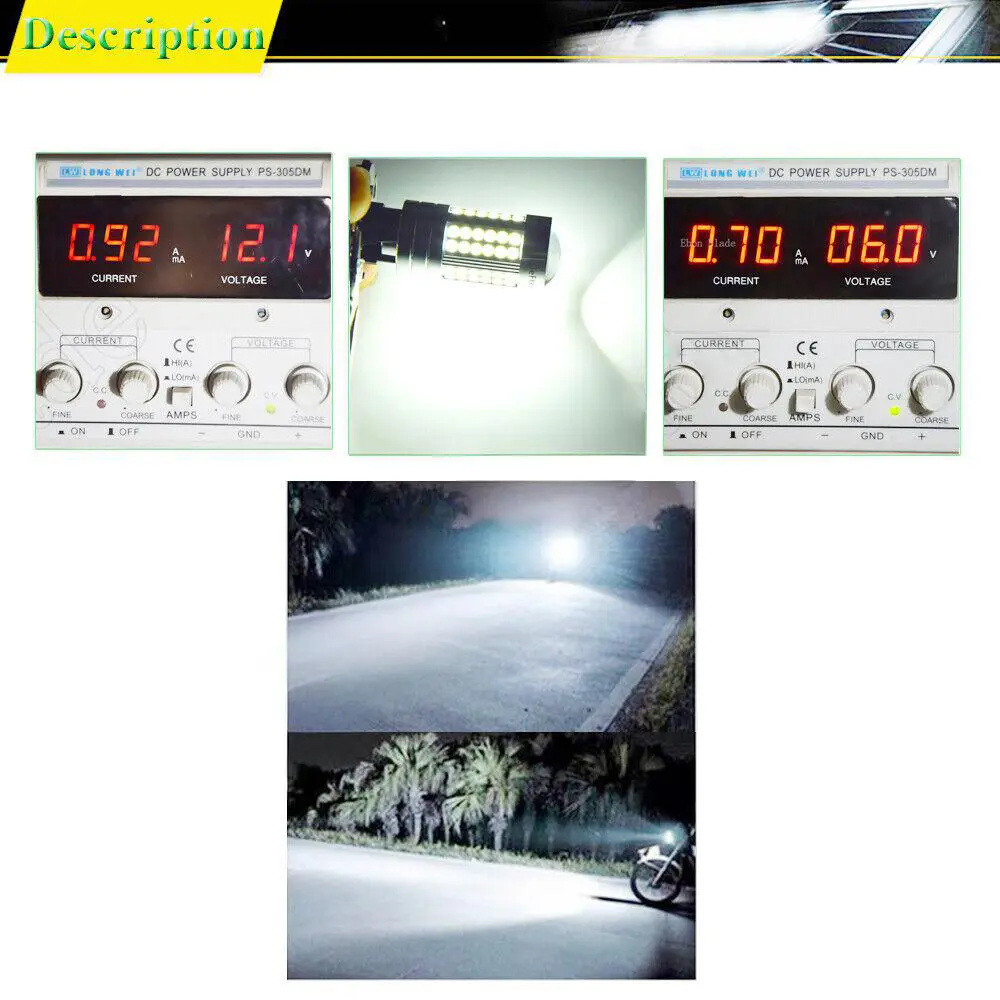 Description
LW LONG WEI® DC POWER SUPPLY PS-305DM
0.92 A mA 12.1 V
CURRENT VOLTAGE
CURRENT CE VOLTAGE
HI(A)
LO(mA)
C.C. C.V.
FINE COARSE AMPS FINE COARSE
ON OFF − GND +
LW LONG WEI® DC POWER SUPPLY PS-305DM
Ebon blade
0.70 A mA 06.0 V
CURRENT VOLTAGE
CURRENT CE VOLTAGE
HI(A)
LO(mA)
C.C C.V.
FINE COARSE AMPS FINE COARSE
ON OFF − GND +